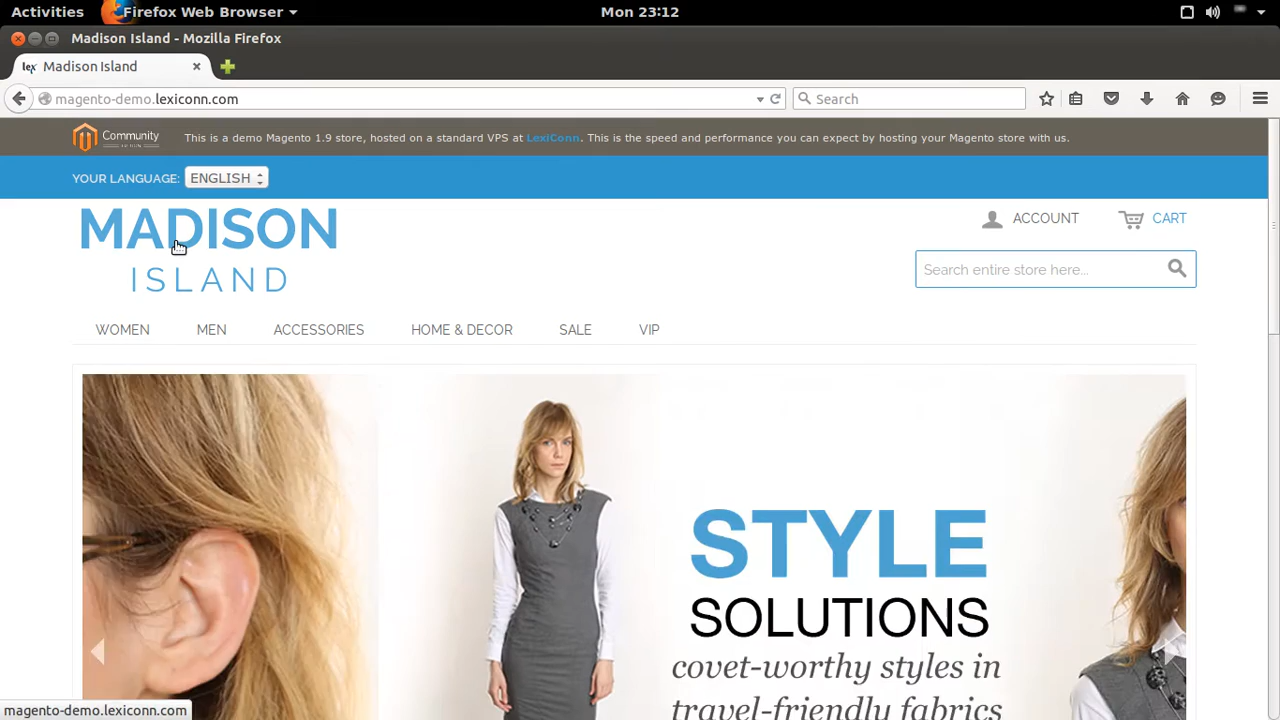 Activities Firefox Web Browser Mon 23:12
Madison Island - Mozilla Firefox
lex Madison Island
magento-demo.lexiconn.com Search
Community This is a demo Magento 1.9 store, hosted on a standard VPS at LexiConn. This is the speed and performance you can expect by hosting your Magento store with us.
YOUR LANGUAGE: ENGLISH
MADISON
ISLAND
ACCOUNT CART
Search entire store here...
WOMEN MEN ACCESSORIES HOME & DECOR SALE VIP
STYLE
SOLUTIONS
covet-worthy styles in
travel-friendly fabrics
magento-demo.lexiconn.com